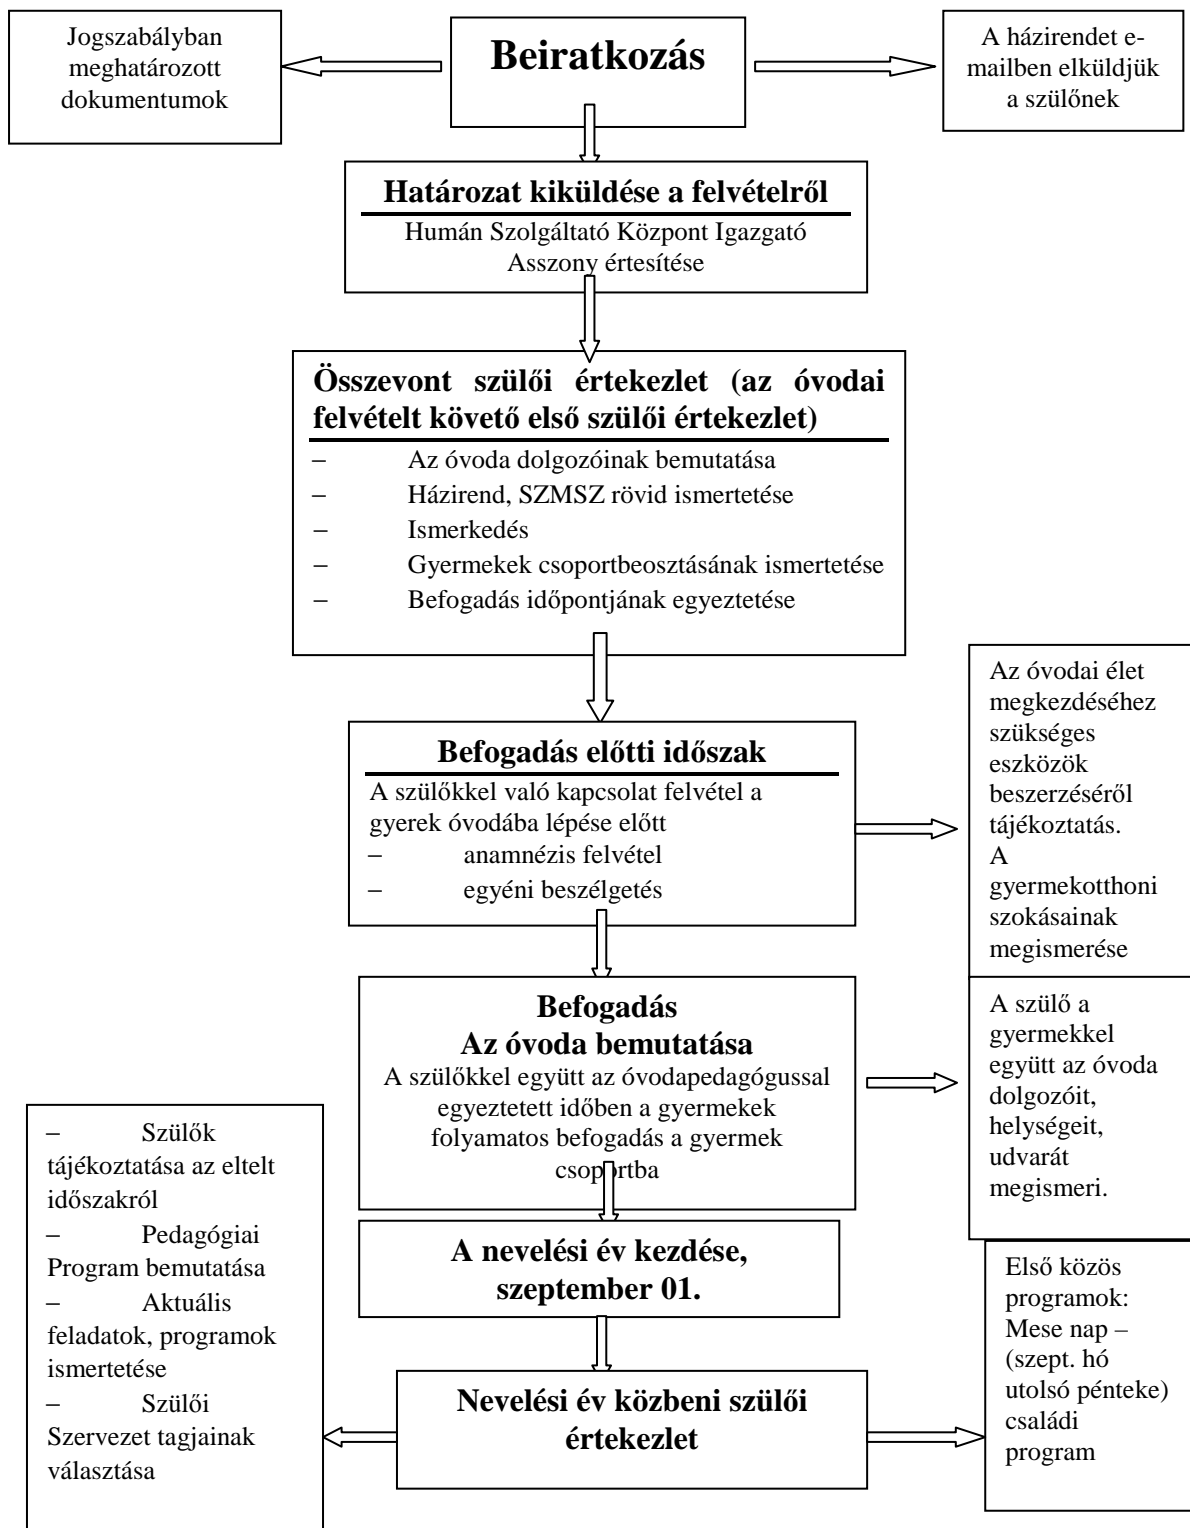 Jogszabályban
meghatározott
dokumentumok
Beiratkozás
A házirendet e-
mailben elküldjük
a szülőnek
Határozat kiküldése a felvételről
Humán Szolgáltató Központ Igazgató
Asszony értesítése
Összevont szülői értekezlet (az óvodai
felvételt követő első szülői értekezlet)
– Az óvoda dolgozóinak bemutatása
– Házirend, SZMSZ rövid ismertetése
– Ismerkedés
– Gyermekek csoportbeosztásának ismertetése
– Befogadás időpontjának egyeztetése
Befogadás előtti időszak
A szülőkkel való kapcsolat felvétel a
gyerek óvodába lépése előtt
– anamnézis felvétel
– egyéni beszélgetés
Az óvodai élet
megkezdéséhez
szükséges
eszközök
beszerzéséről
tájékoztatás.
A
gyermekotthoni
szokásainak
megismerése
Befogadás
Az óvoda bemutatása
A szülőkkel együtt az óvodapedagógussal
egyeztetett időben a gyermekek
folyamatos befogadás a gyermek
csoportba
A szülő a
gyermekkel
együtt az óvoda
dolgozóit,
helységeit,
udvarát
megismeri.
A nevelési év kezdése,
szeptember 01.
Nevelési év közbeni szülői
értekezlet
– Szülők
tájékoztatása az eltelt
időszakról
– Pedagógiai
Program bemutatása
– Aktuális
feladatok, programok
ismertetése
– Szülői
Szervezet tagjainak
választása
Első közös
programok:
Mese nap –
(szept. hó
utolsó pénteke)
családi
program